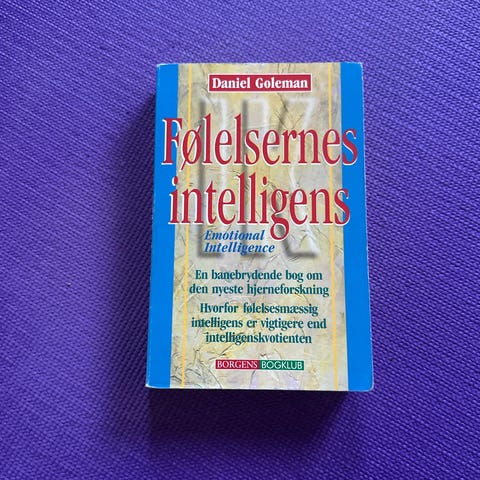 Daniel Goleman
IK
Følelsernes
intelligens
Emotional
Intelligence
En banebrydende bog om
den nyeste hjerneforskning
Hvorfor følelsesmæssig
intelligens er vigtigere end
intelligenskvotienten
BORGENS BOGKLUB